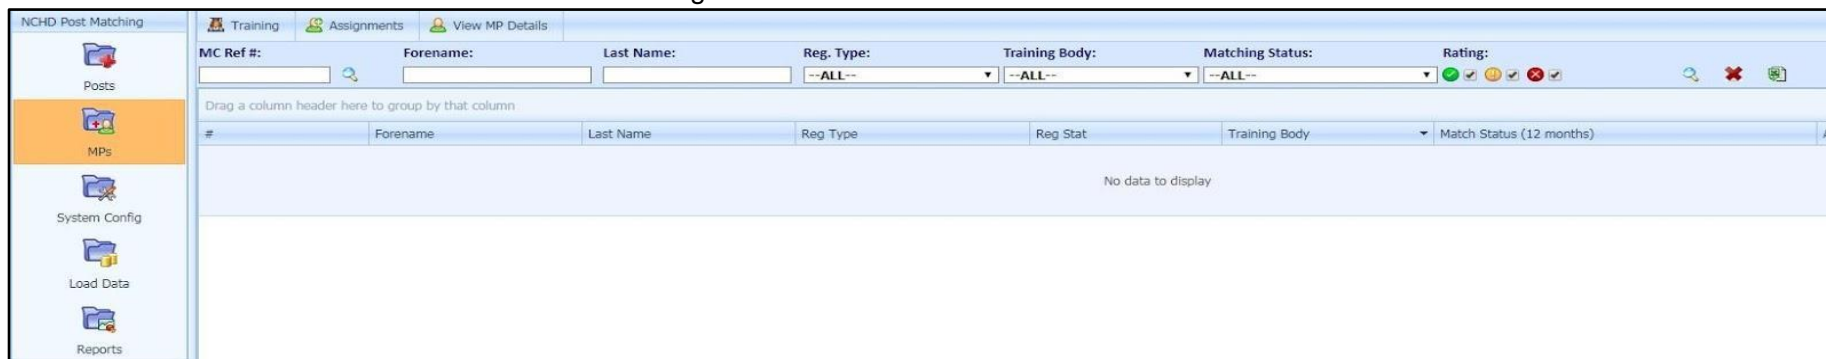 NCHD Post Matching
Posts
MPs
System Config
Load Data
Reports
Training Assignments View MP Details
MC Ref #: Forename: Last Name: Reg. Type: Training Body: Matching Status: Rating:
--ALL-- --ALL-- --ALL--
Drag a column header here to group by that column
# Forename Last Name Reg Type Reg Stat Training Body Match Status (12 months)
No data to display